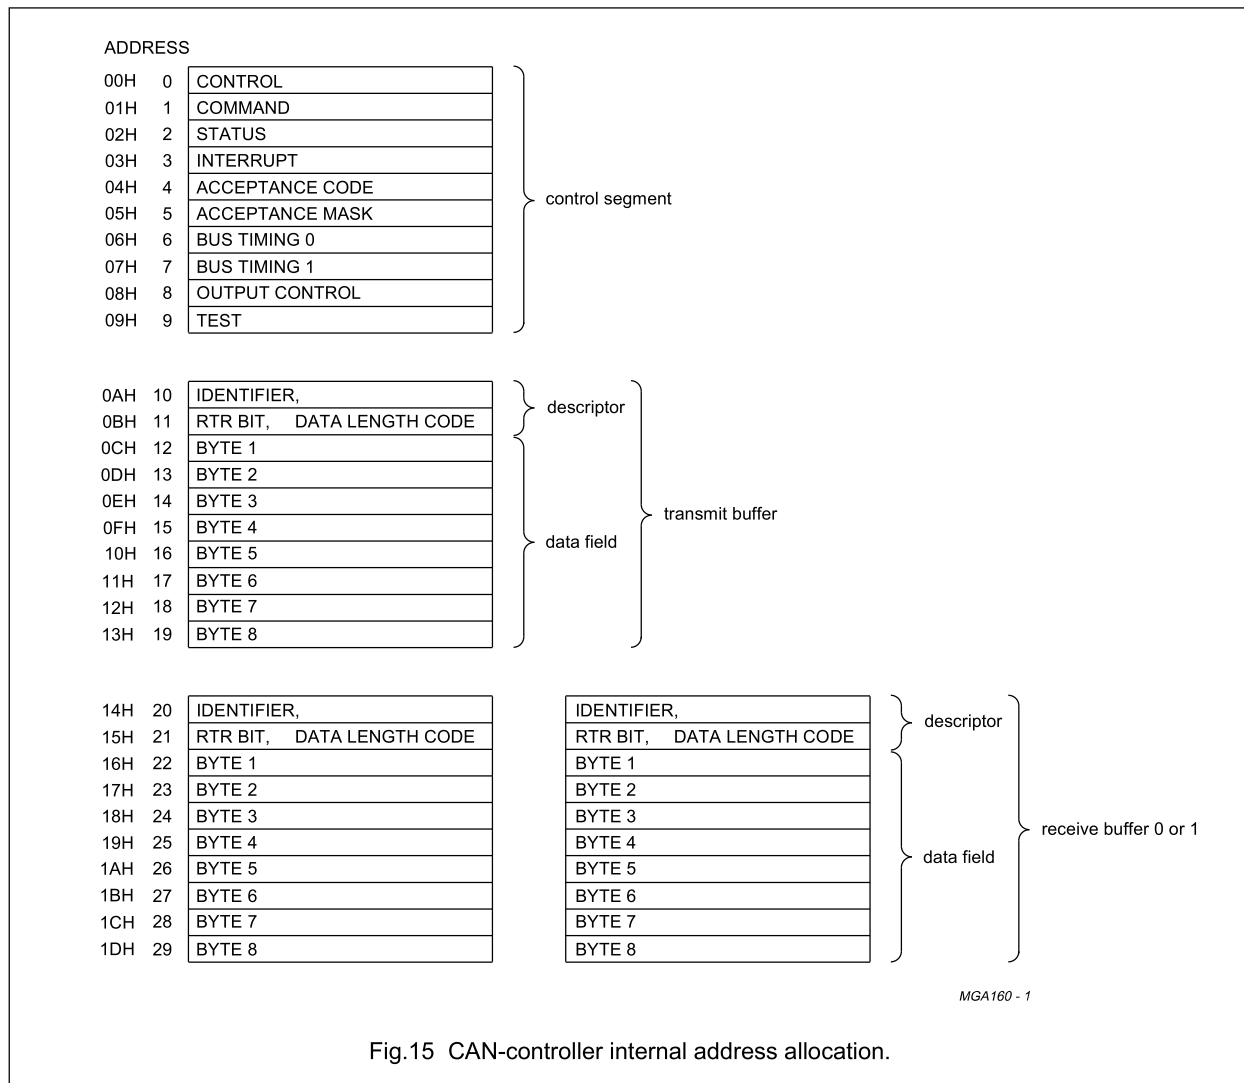 ADDRESS
00H 0 CONTROL
01H 1 COMMAND
02H 2 STATUS
03H 3 INTERRUPT
04H 4 ACCEPTANCE CODE
control segment
05H 5 ACCEPTANCE MASK
06H 6 BUS TIMING 0
07H 7 BUS TIMING 1
08H 8 OUTPUT CONTROL
09H 9 TEST
0AH 10 IDENTIFIER,
descriptor
0BH 11 RTR BIT, DATA LENGTH CODE
0CH 12 BYTE 1
0DH 13 BYTE 2
0EH 14 BYTE 3
transmit buffer
0FH 15 BYTE 4
data field
10H 16 BYTE 5
11H 17 BYTE 6
12H 18 BYTE 7
13H 19 BYTE 8
14H 20 IDENTIFIER, IDENTIFIER,
descriptor
15H 21 RTR BIT, DATA LENGTH CODE RTR BIT, DATA LENGTH CODE
16H 22 BYTE 1 BYTE 1
17H 23 BYTE 2 BYTE 2
18H 24 BYTE 3 BYTE 3
receive buffer 0 or 1
19H 25 BYTE 4 BYTE 4
data field
1AH 26 BYTE 5 BYTE 5
1BH 27 BYTE 6 BYTE 6
1CH 28 BYTE 7 BYTE 7
1DH 29 BYTE 8 BYTE 8
MGA160 - 1
Fig.15 CAN-controller internal address allocation.